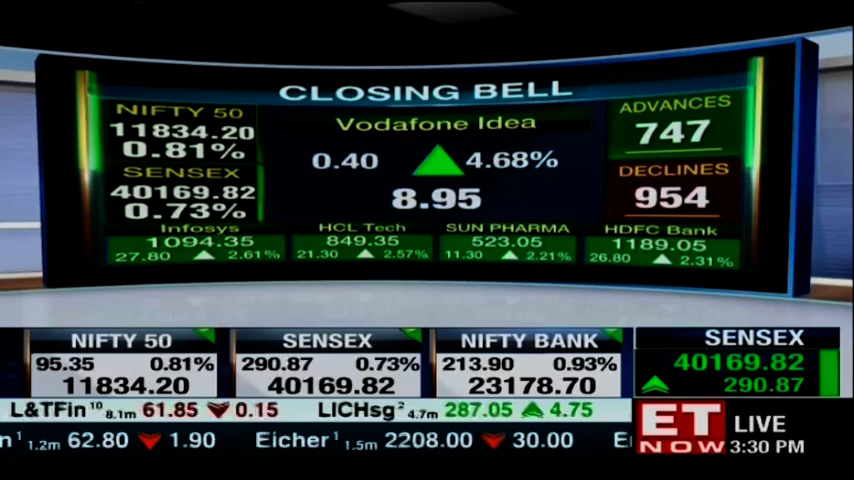 CLOSING BELL
NIFTY 50
11834.20
0.81%
SENSEX
40169.82
0.73%
Vodafone Idea
0.40 4.68%
8.95
ADVANCES
747
DECLINES
954
Infosys
1094.35
27.80 2.61%
HCL Tech
849.35
21.30 2.57%
SUN PHARMA
523.05
11.30 2.21%
HDFC Bank
1189.05
26.80 2.31%
NIFTY 50
95.35 0.81%
11834.20
SENSEX
290.87 0.73%
40169.82
NIFTY BANK
213.90 0.93%
23178.70
SENSEX
40169.82
290.87
L&TFin 10 8.1m 61.85 0.15 LICHsg 2 4.7m 287.05 4.75
n 1 1.2m 62.80 1.90 Eicher 1 1.5m 2208.00 30.00 E
ET
NOW
LIVE
3:30 PM